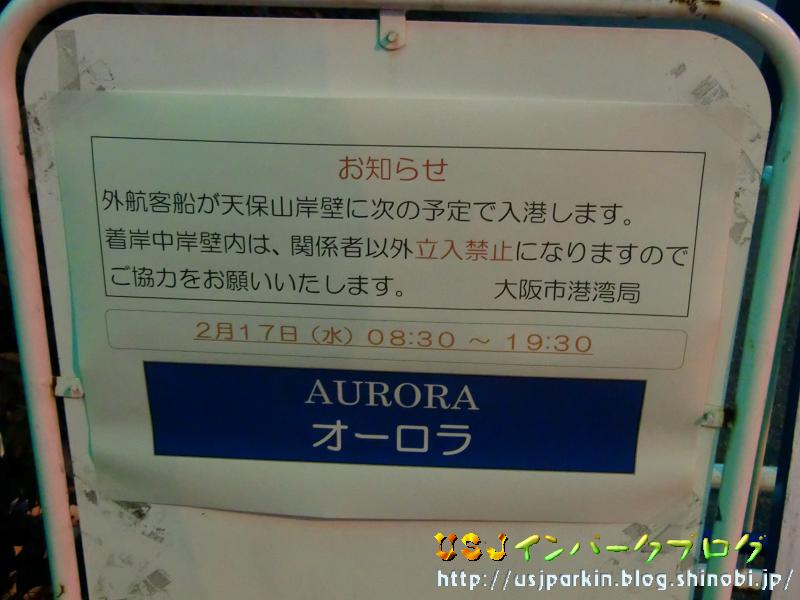 お知らせ
外航客船が天保山岸壁に次の予定で入港します。
着岸中岸壁内は、関係者以外立入禁止になりますので
ご協力をお願いいたします。 大阪市港湾局
2月17日（水）08:30 ～ 19:30
AURORA
オーロラ
USJインパークブログ
http://usjparkin.blog.shinobi.jp/